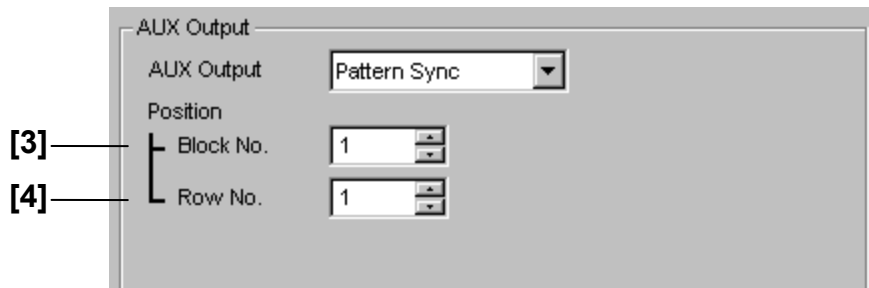 AUX Output
AUX Output Pattern Sync
Position
[3] Block No. 1
[4] Row No. 1